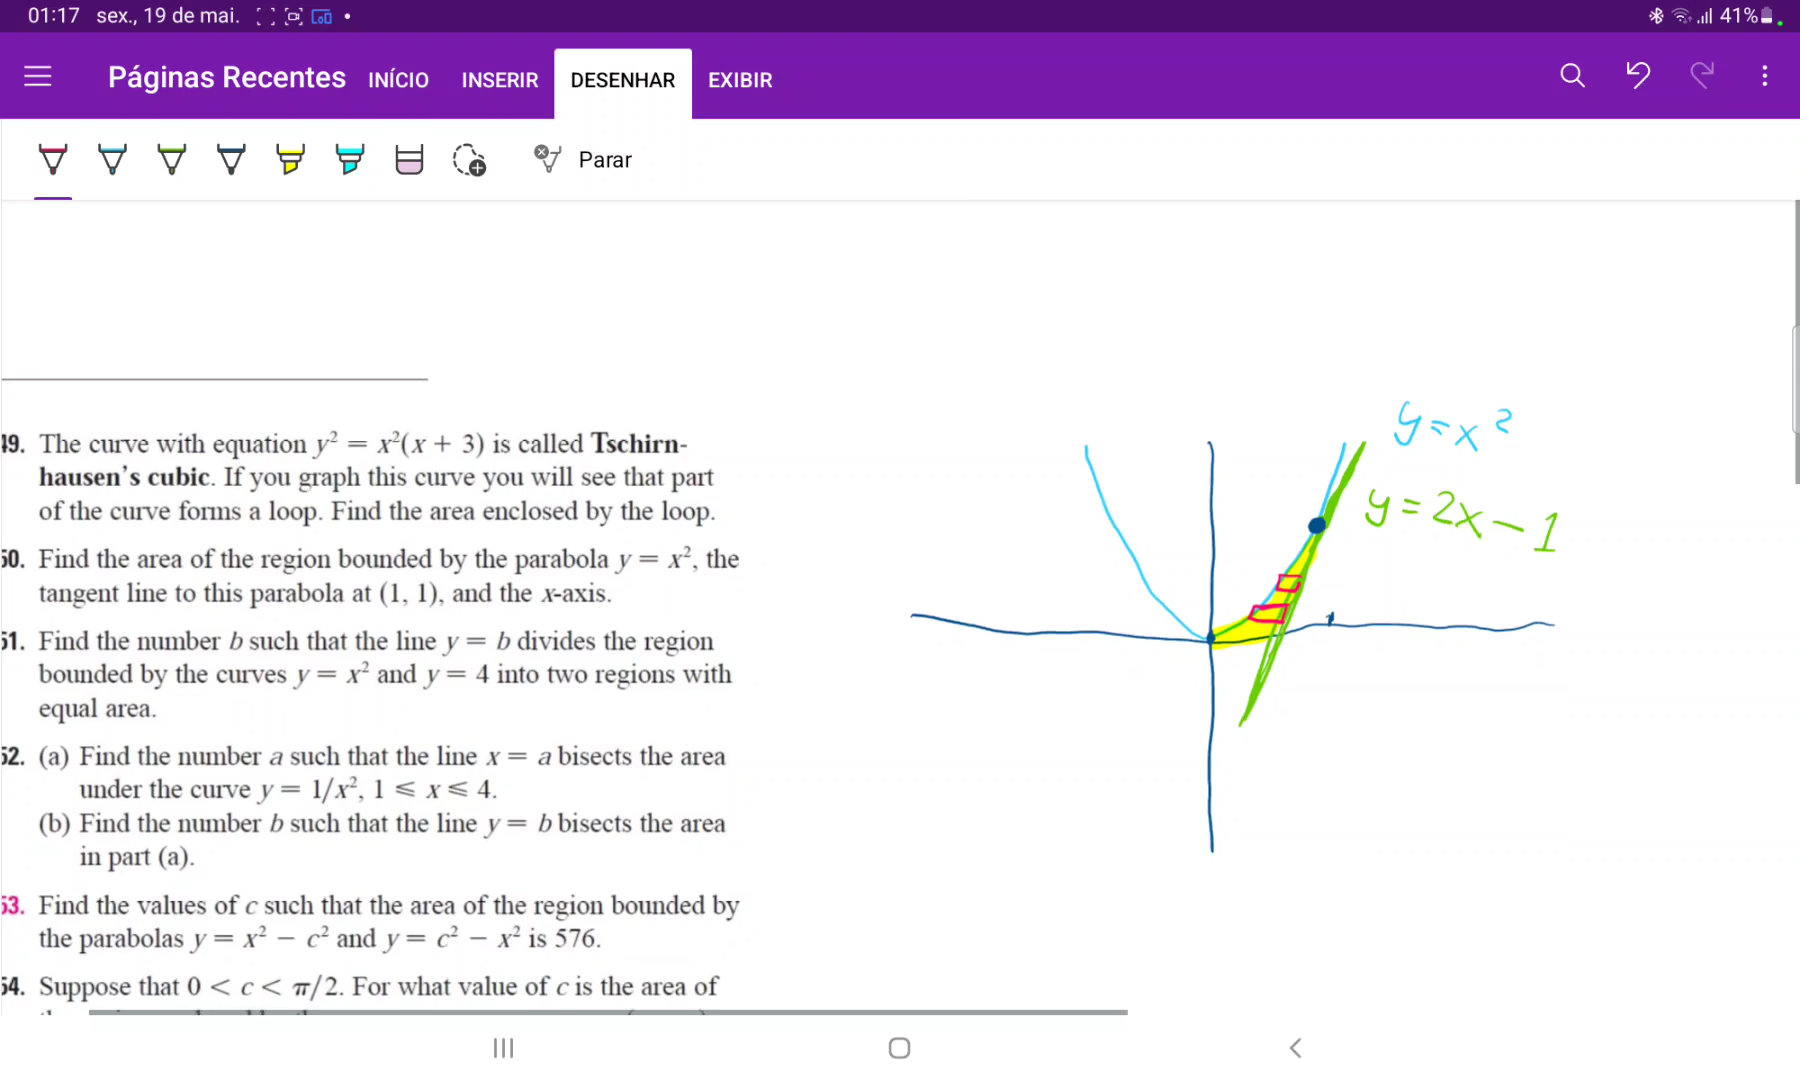 01:17 sex., 19 de mai.
41%
Páginas Recentes INÍCIO INSERIR DESENHAR EXIBIR
Parar
49. The curve with equation y² = x²(x + 3) is called Tschirn-
hausen's cubic. If you graph this curve you will see that part
of the curve forms a loop. Find the area enclosed by the loop.
50. Find the area of the region bounded by the parabola y = x², the
tangent line to this parabola at (1, 1), and the x-axis.
51. Find the number b such that the line y = b divides the region
bounded by the curves y = x² and y = 4 into two regions with
equal area.
52. (a) Find the number a such that the line x = a bisects the area
under the curve y = 1/x², 1 ⩽ x ⩽ 4.
(b) Find the number b such that the line y = b bisects the area
in part (a).
53. Find the values of c such that the area of the region bounded by
the parabolas y = x² − c² and y = c² − x² is 576.
54. Suppose that 0 < c < π/2. For what value of c is the area of
y = x²
y = 2x − 1